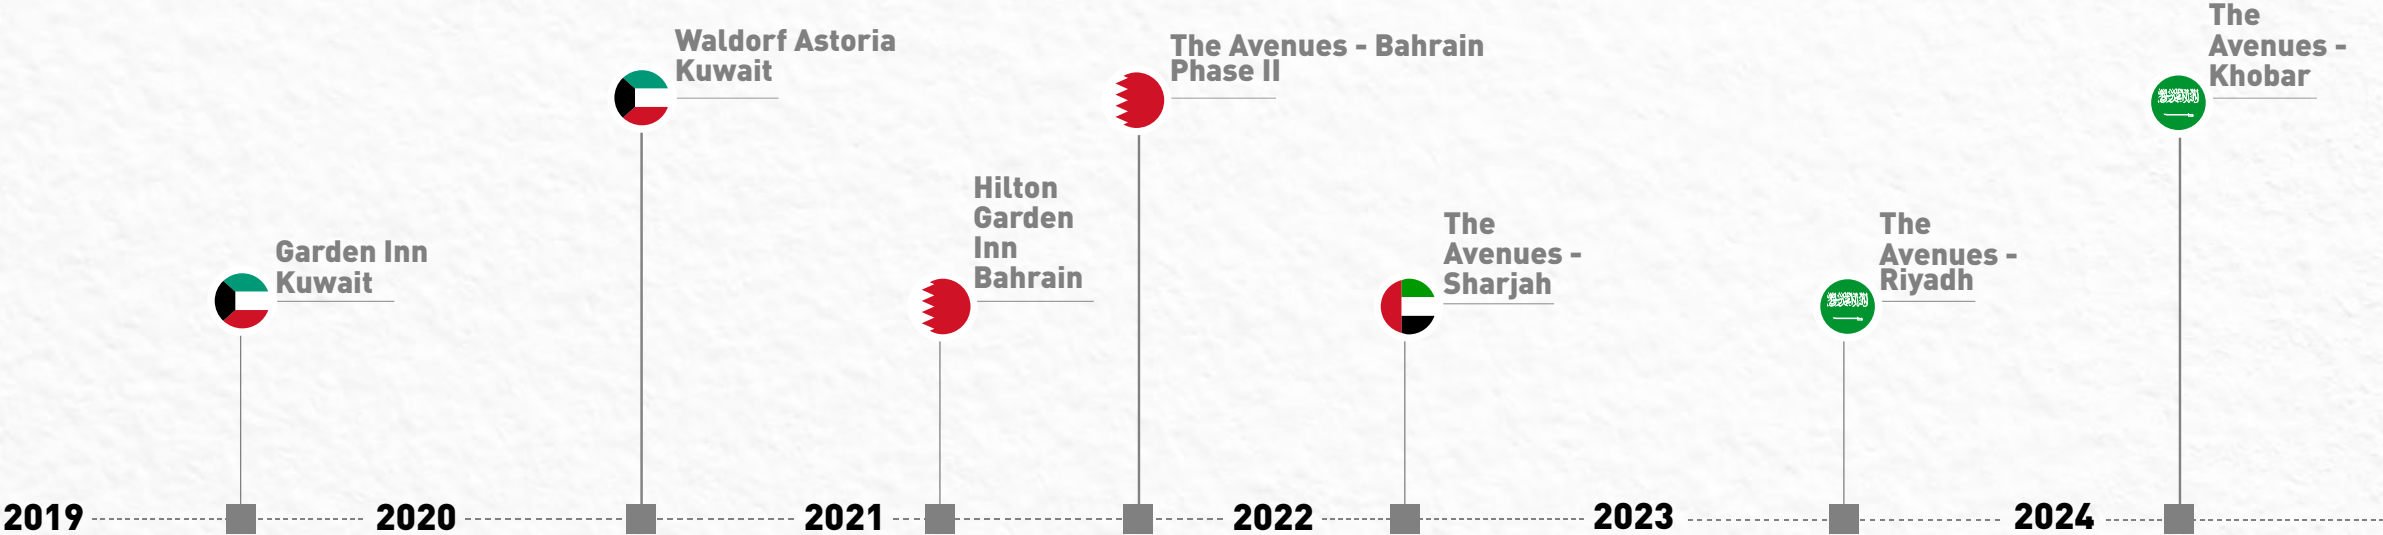 Garden Inn
Kuwait
Waldorf Astoria
Kuwait
Hilton
Garden
Inn
Bahrain
The Avenues - Bahrain
Phase II
The
Avenues -
Sharjah
The
Avenues -
Riyadh
The
Avenues -
Khobar
2019 2020 2021 2022 2023 2024